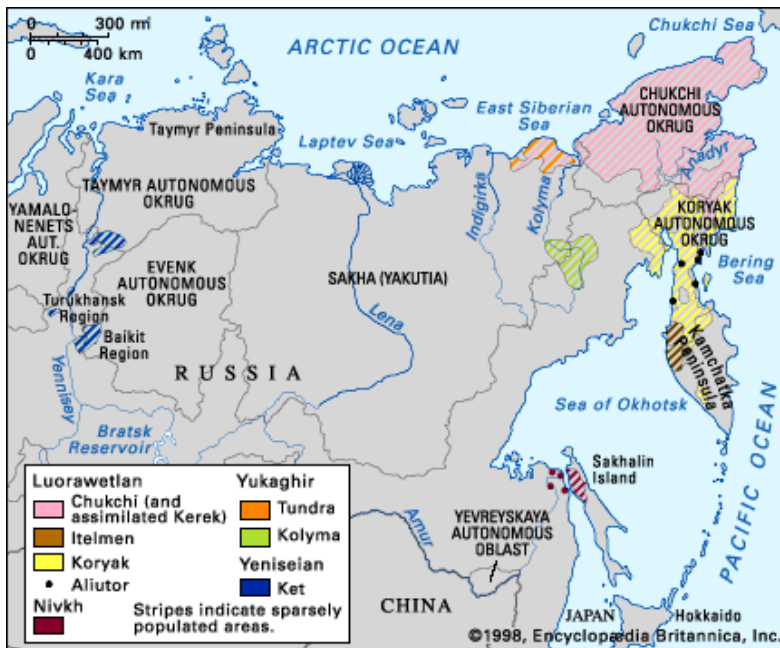 0 300 mi
0 400 km
Chukchi Sea
ARCTIC OCEAN
Kara
Sea
CHUKCHI
AUTONOMOUS
OKRUG
East Siberian
Sea
Taymyr Peninsula
Laptev Sea
Anadyr
TAYMYR AUTONOMOUS
OKRUG
Indigirka
Kolyma
YAMALO-
NENETS
AUT.
OKRUG
KORYAK
AUTONOMOUS
OKRUG
EVENK
AUTONOMOUS
OKRUG
SAKHA (YAKUTIA)
Bering
Sea
Turukhansk
Region
Lena
Baikit
Region
Kamchatka
Peninsula
RUSSIA
Yennisey
Sea of Okhotsk
Bratsk
Reservoir
PACIFIC OCEAN
Sakhalin
Island
Luorawetlan
Chukchi (and
assimilated Kerek)
Itelmen
Koryak
Aliutor
Nivkh
Yukaghir
Tundra
Kolyma
Yeniseian
Ket
Stripes indicate sparsely
populated areas.
Amur
YEVREYSKAYA
AUTONOMOUS
OBLAST
CHINA
JAPAN
Hokkaido
©1998, Encyclopædia Britannica, Inc.